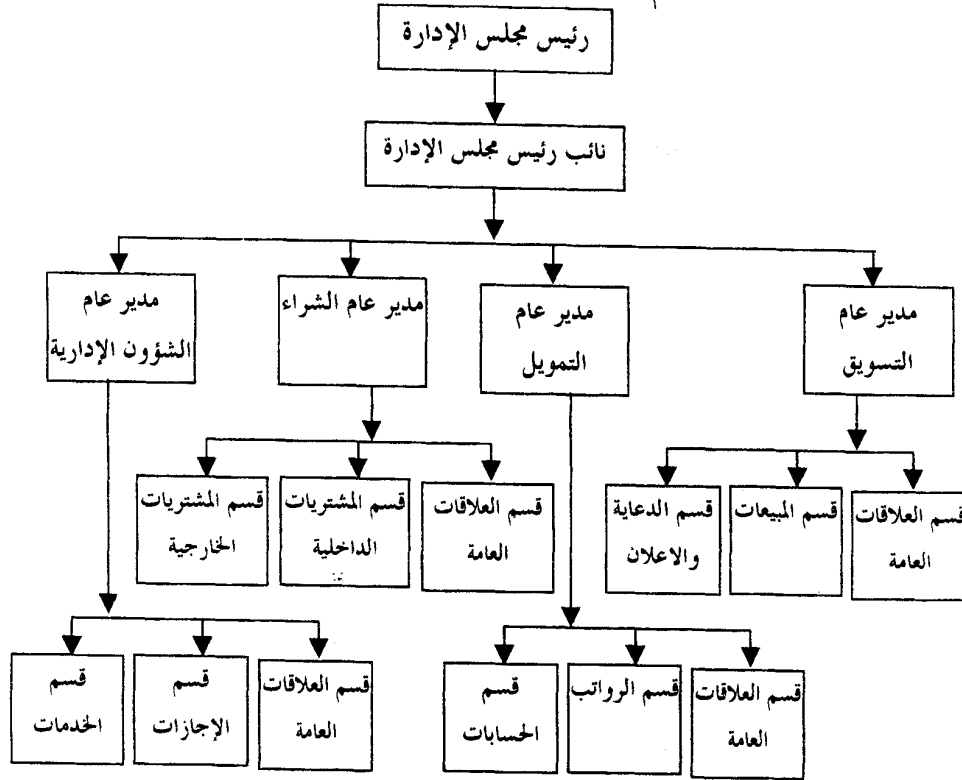 رئيس مجلس الإدارة
نائب رئيس مجلس الإدارة
مدير عام
التسويق
مدير عام
التمويل
مدير عام الشراء
مدير عام
الشؤون الإدارية
قسم العلاقات
العامة
قسم المبيعات
قسم الدعاية
والاعلان
قسم العلاقات
العامة
قسم المشتريات
الداخلية
قسم المشتريات
الخارجية
قسم العلاقات
العامة
قسم الرواتب
قسم
الحسابات
قسم العلاقات
العامة
قسم
الإجازات
قسم
الخدمات